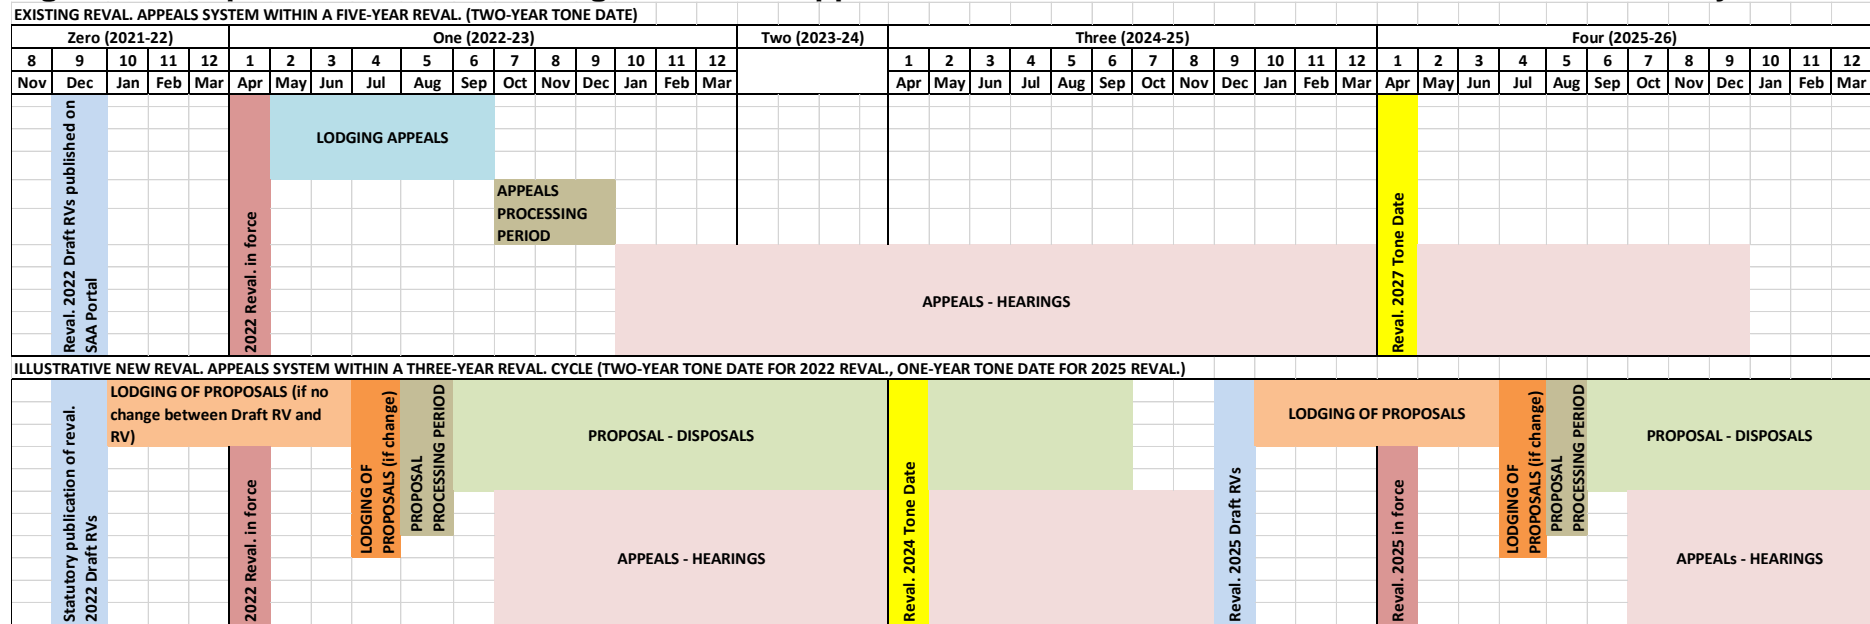 EXISTING REVAL. APPEALS SYSTEM WITHIN A FIVE-YEAR REVAL. (TWO-YEAR TONE DATE)
Zero (2021-22) One (2022-23) Two (2023-24) Three (2024-25) Four (2025-26)
8 9 10 11 12 1 2 3 4 5 6 7 8 9 10 11 12 1 2 3 4 5 6 7 8 9 10 11 12 1 2 3 4 5 6 7 8 9 10 11 12
Nov Dec Jan Feb Mar Apr May Jun Jul Aug Sep Oct Nov Dec Jan Feb Mar Apr May Jun Jul Aug Sep Oct Nov Dec Jan Feb Mar Apr May Jun Jul Aug Sep Oct Nov Dec Jan Feb Mar
Reval. 2022 Draft RVs published on
SAA Portal
2022 Reval. in force
LODGING APPEALS
APPEALS
PROCESSING
PERIOD
APPEALS - HEARINGS
Reval. 2027 Tone Date
ILLUSTRATIVE NEW REVAL. APPEALS SYSTEM WITHIN A THREE-YEAR REVAL. CYCLE (TWO-YEAR TONE DATE FOR 2022 REVAL., ONE-YEAR TONE DATE FOR 2025 REVAL.)
Statutory publication of reval.
2022 Draft RVs
LODGING OF PROPOSALS (if no
change between Draft RV and
RV)
2022 Reval. in force
LODGING OF
PROPOSALS (if change)
PROPOSAL
PROCESSING PERIOD
PROPOSAL - DISPOSALS
APPEALS - HEARINGS
Reval. 2024 Tone Date
Reval. 2025 Draft RVs
LODGING OF PROPOSALS
Reval. 2025 in force
LODGING OF
PROPOSALS (if change)
PROPOSAL
PROCESSING PERIOD
PROPOSAL - DISPOSALS
APPEALs - HEARINGS